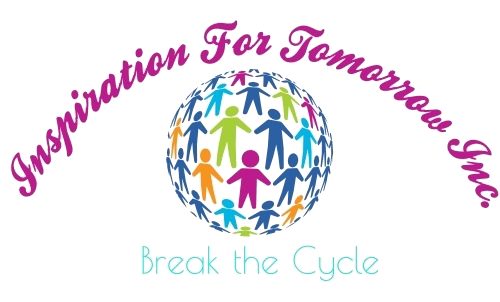 Inspiration For Tomorrow Inc.
Break the Cycle